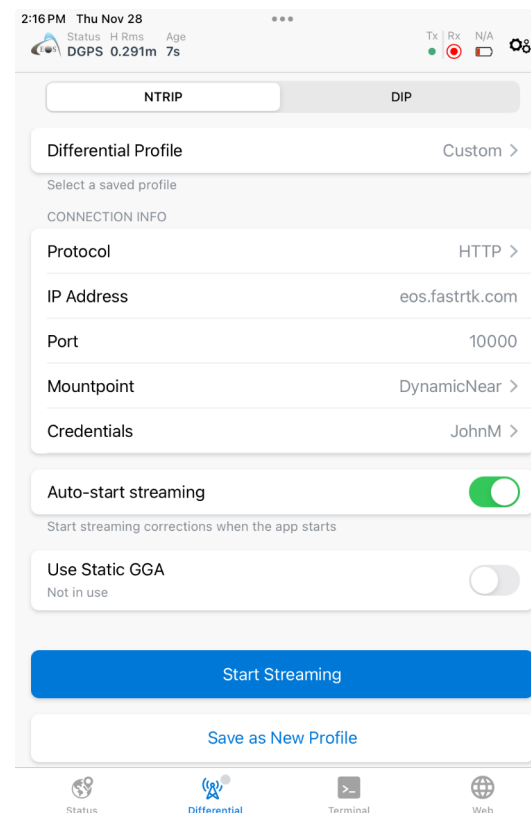 2:16 PM Thu Nov 28
Status H Rms Age
DGPS 0.291m 7s
Tx Rx N/A
EOS
NTRIP DIP
Differential Profile Custom
Select a saved profile
CONNECTION INFO
Protocol HTTP
IP Address eos.fastrtk.com
Port 10000
Mountpoint DynamicNear
Credentials JohnM
Auto-start streaming
Start streaming corrections when the app starts
Use Static GGA
Not in use
Start Streaming
Save as New Profile
Status Differential Terminal Web